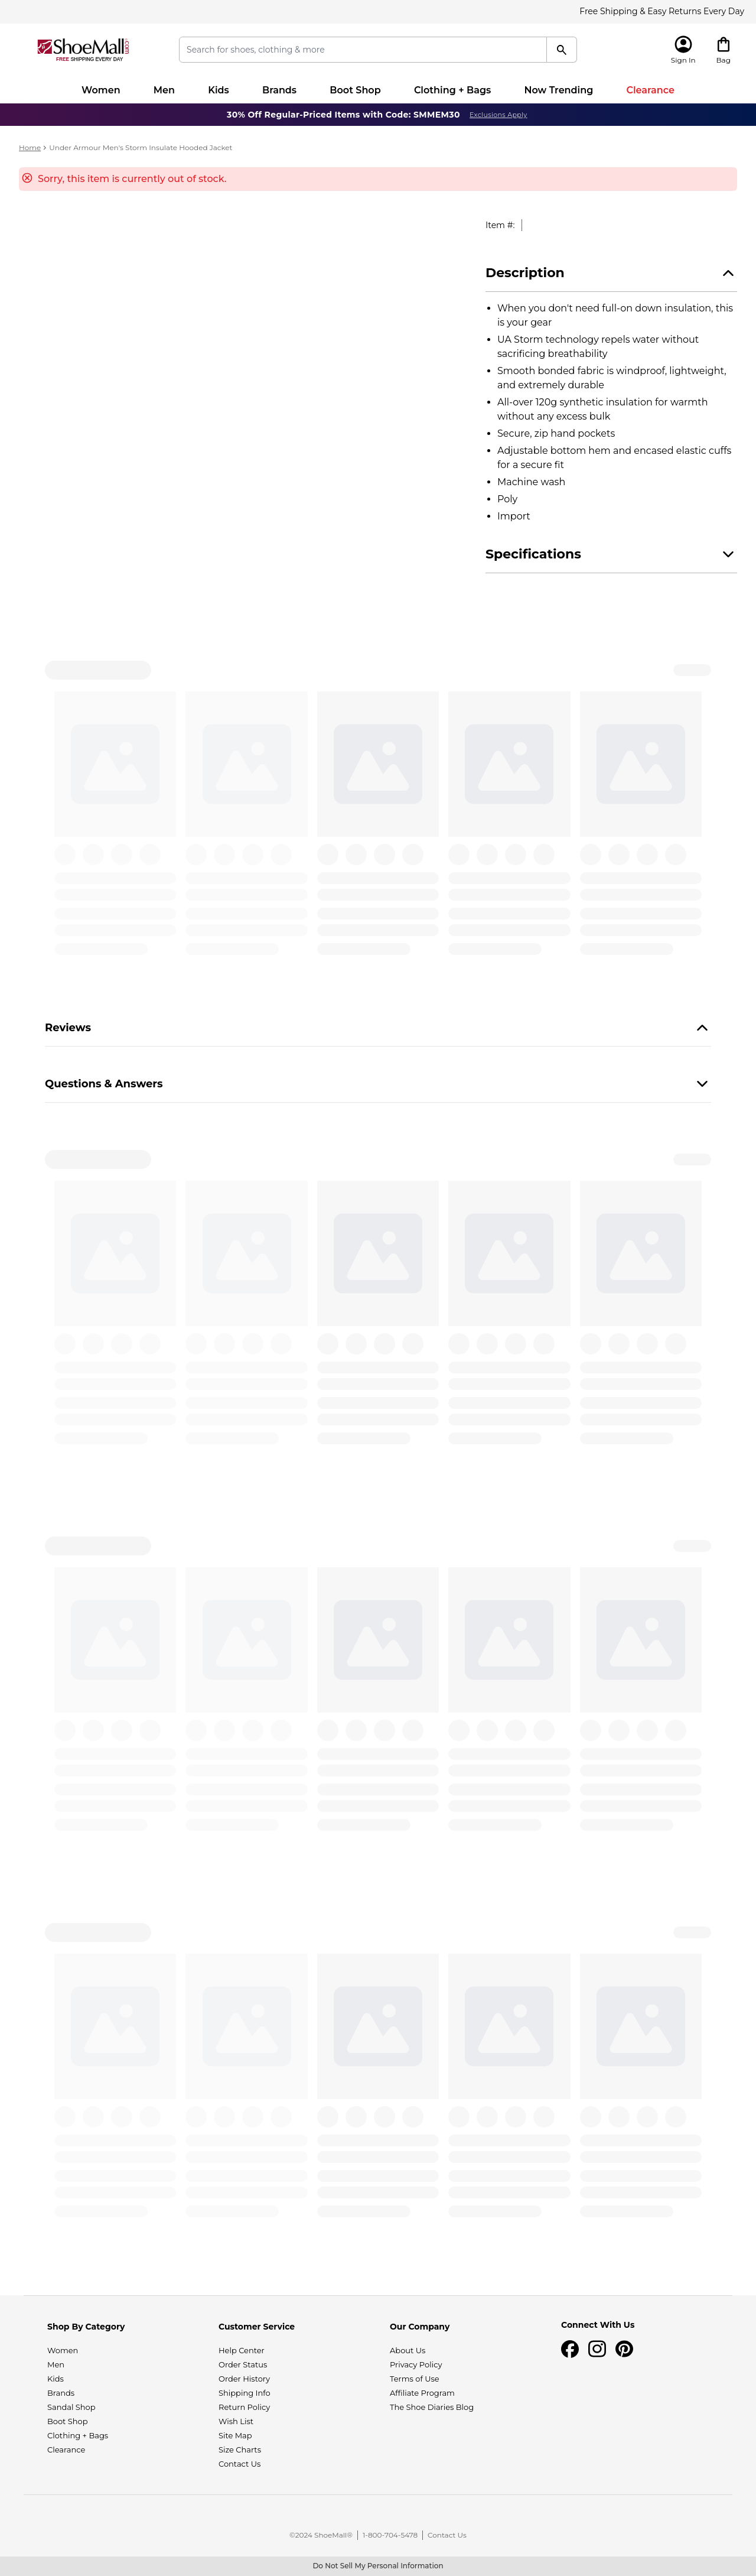 Free Shipping & Easy Returns Every Day
ShoeMall.com
FREE SHIPPING EVERY DAY
Search for shoes, clothing & more
Sign In
Bag
Women
Men
Kids
Brands
Boot Shop
Clothing + Bags
Now Trending
Clearance
30% Off Regular-Priced Items with Code: SMMEM30 Exclusions Apply
Home › Under Armour Men's Storm Insulate Hooded Jacket
Sorry, this item is currently out of stock.
Item #:
Description
• When you don't need full-on down insulation, this
is your gear
• UA Storm technology repels water without
sacrificing breathability
• Smooth bonded fabric is windproof, lightweight,
and extremely durable
• All-over 120g synthetic insulation for warmth
without any excess bulk
• Secure, zip hand pockets
• Adjustable bottom hem and encased elastic cuffs
for a secure fit
• Machine wash
• Poly
• Import
Specifications
Reviews
Questions & Answers
Shop By Category
Women
Men
Kids
Brands
Sandal Shop
Boot Shop
Clothing + Bags
Clearance
Customer Service
Help Center
Order Status
Order History
Shipping Info
Return Policy
Wish List
Site Map
Size Charts
Contact Us
Our Company
About Us
Privacy Policy
Terms of Use
Affiliate Program
The Shoe Diaries Blog
Connect With Us
©2024 ShoeMall® | 1-800-704-5478 | Contact Us
Do Not Sell My Personal Information